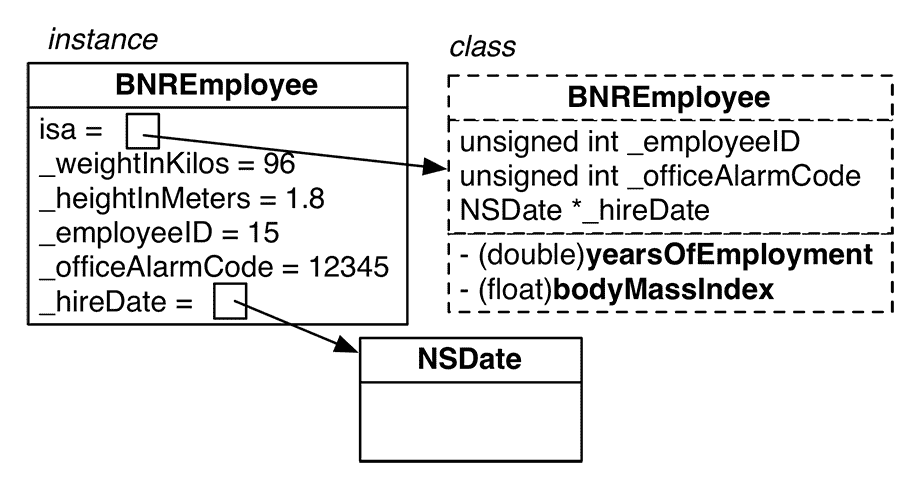 instance
BNREmployee
isa =
_weightInKilos = 96
_heightInMeters = 1.8
_employeeID = 15
_officeAlarmCode = 12345
_hireDate =
class
BNREmployee
unsigned int _employeeID
unsigned int _officeAlarmCode
NSDate *_hireDate
- (double)yearsOfEmployment
- (float)bodyMassIndex
NSDate